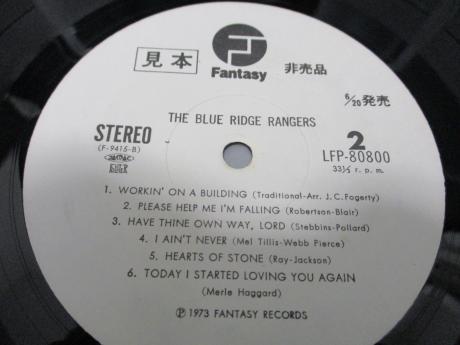 見本
Fantasy
非売品
6/20発売
THE BLUE RIDGE RANGERS
STEREO
(F-9415-B)
2
LFP-80800
33⅓ r.p.m.
1. WORKIN' ON A BUILDING (Traditional-Arr. J.C.Fogerty)
2. PLEASE HELP ME I'M FALLING (Robertson-Blair)
3. HAVE THINE OWN WAY, LORD (Stebbins-Pollard)
4. I AIN'T NEVER (Mel Tillis-Webb Pierce)
5. HEARTS OF STONE (Ray-Jackson)
6. TODAY I STARTED LOVING YOU AGAIN
(Merle Haggard)
Ⓟ 1973 FANTASY RECORDS